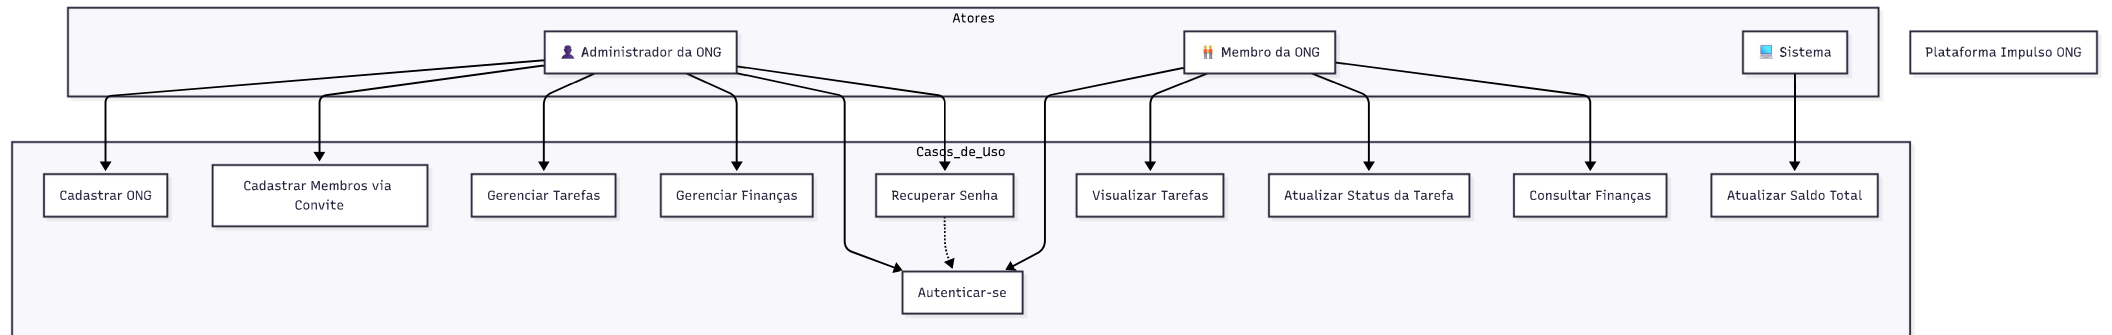 Atores
Administrador da ONG
Membro da ONG
Sistema
Plataforma Impulso ONG
Casos_de_Uso
Cadastrar ONG
Cadastrar Membros via
Convite
Gerenciar Tarefas
Gerenciar Finanças
Recuperar Senha
Visualizar Tarefas
Atualizar Status da Tarefa
Consultar Finanças
Atualizar Saldo Total
Autenticar-se